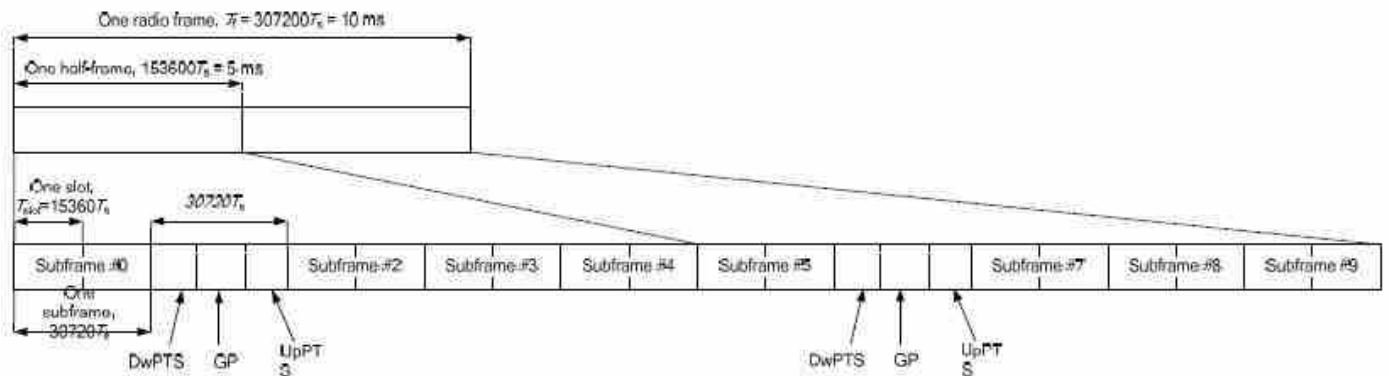 One radio frame, Tf = 307200Ts = 10 ms
One half-frame, 153600Ts = 5 ms
One slot,
Tslot=15360Ts
30720Ts
Subframe #0
Subframe #2
Subframe #3
Subframe #4
Subframe #5
Subframe #7
Subframe #8
Subframe #9
One
subframe,
30720Ts
DwPTS
GP
UpPT
S
DwPTS
GP
UpPT
S